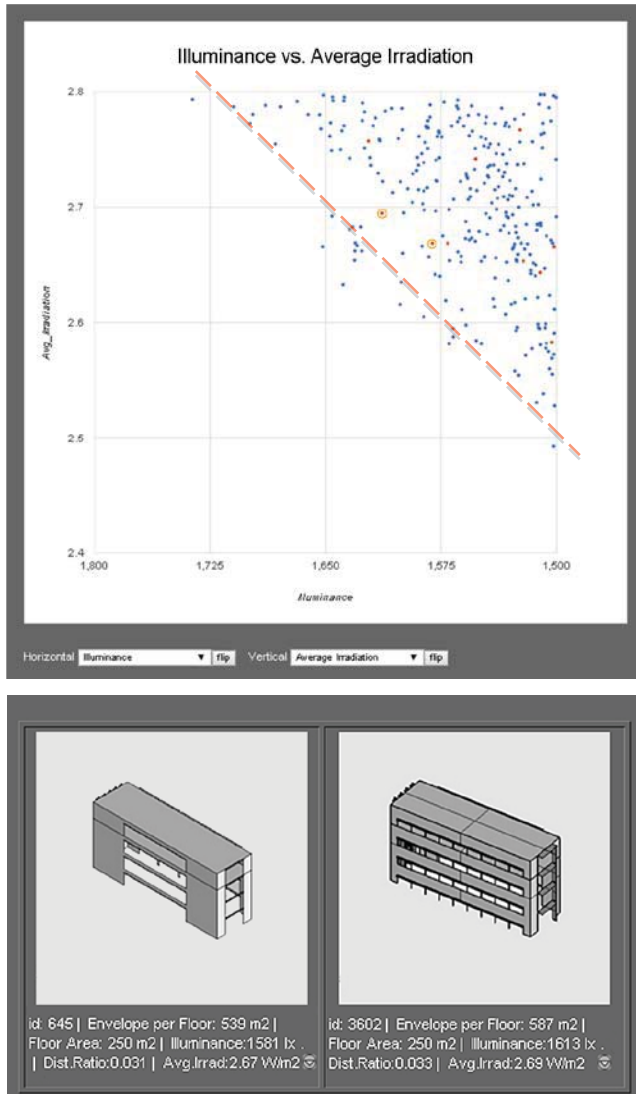 Illuminance vs. Average Irradiation
2.8
2.7
2.6
2.5
2.4
Avg_Irradiation
1,800
1,725
1,650
1,575
1,500
Illuminance
Horizontal Illuminance flip Vertical Average Irradiation flip
id: 645 | Envelope per Floor: 539 m2 |
Floor Area: 250 m2 | Illuminance:1581 lx .
| Dist.Ratio:0.031 | Avg.Irrad:2.67 W/m2
id: 3602 | Envelope per Floor: 587 m2 |
Floor Area: 250 m2 | Illuminance:1613 lx .
Dist.Ratio:0.033 | Avg.Irrad:2.69 W/m2